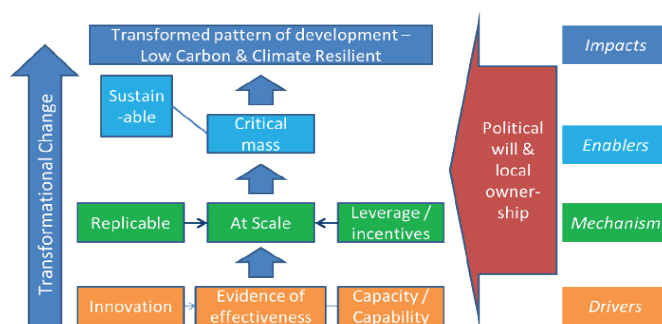 Transformed pattern of development –
Low Carbon & Climate Resilient
Impacts
Transformational Change
Sustain
-able
Critical
mass
Political
will &
local
owner-
ship
Enablers
Replicable
At Scale
Leverage /
incentives
Mechanism
Innovation
Evidence of
effectiveness
Capacity /
Capability
Drivers